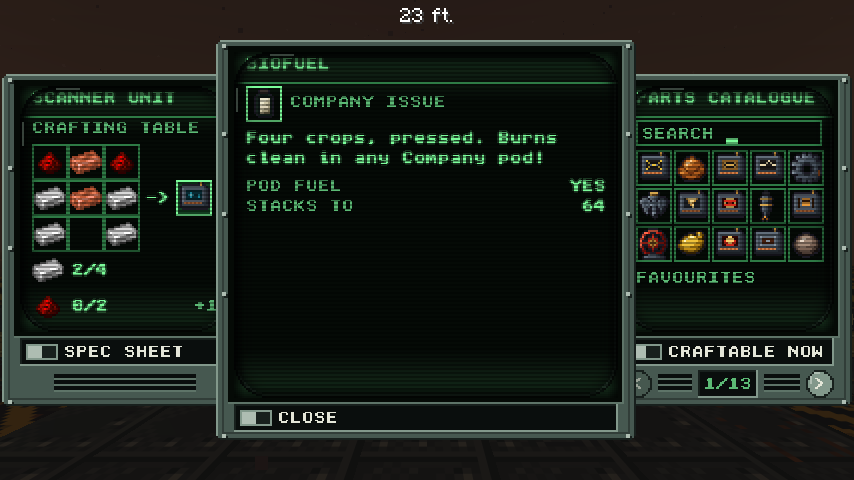 23 ft.
SCANNER UNIT
CRAFTING TABLE
2/4
0/2
+1
SPEC SHEET
BIOFUEL
COMPANY ISSUE
Four crops, pressed. Burns
clean in any Company pod!
POD FUEL YES
STACKS TO 64
CLOSE
PARTS CATALOGUE
SEARCH
FAVOURITES
CRAFTABLE NOW
1/13